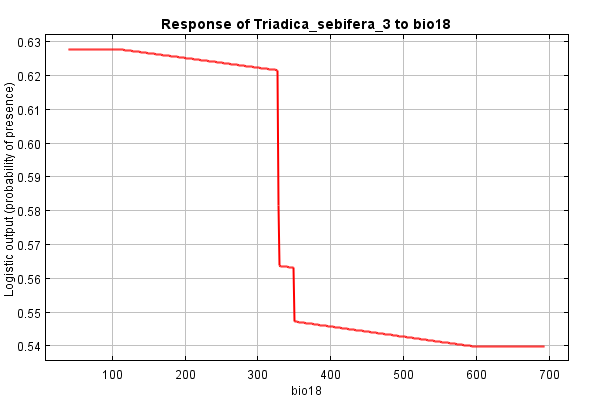 Response of Triadica_sebifera_3 to bio18
Logistic output (probability of presence)
0.63
0.62
0.61
0.60
0.59
0.58
0.57
0.56
0.55
0.54
100 200 300 400 500 600 700
bio18